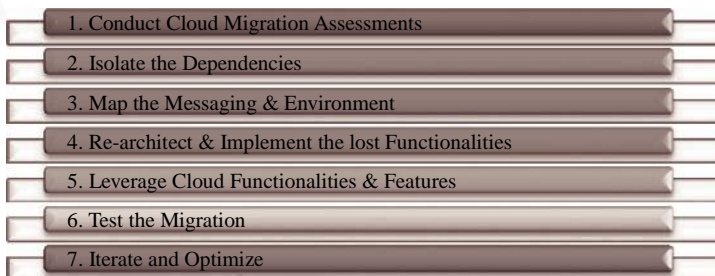 1. Conduct Cloud Migration Assessments
2. Isolate the Dependencies
3. Map the Messaging & Environment
4. Re-architect & Implement the lost Functionalities
5. Leverage Cloud Functionalities & Features
6. Test the Migration
7. Iterate and Optimize